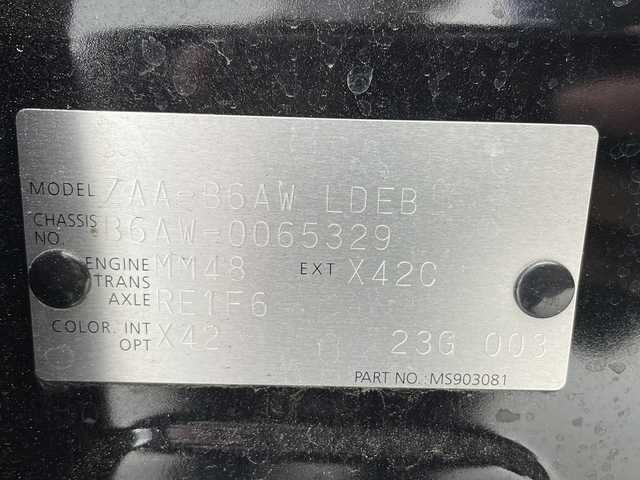 MODEL ZAA-B6AW LDEB
CHASSIS NO. B6AW-0065329
ENGINE MM48 EXT X42C
TRANS AXLE RE1F6
COLOR. INT X42
OPT 23G 003
PART NO.: MS903081